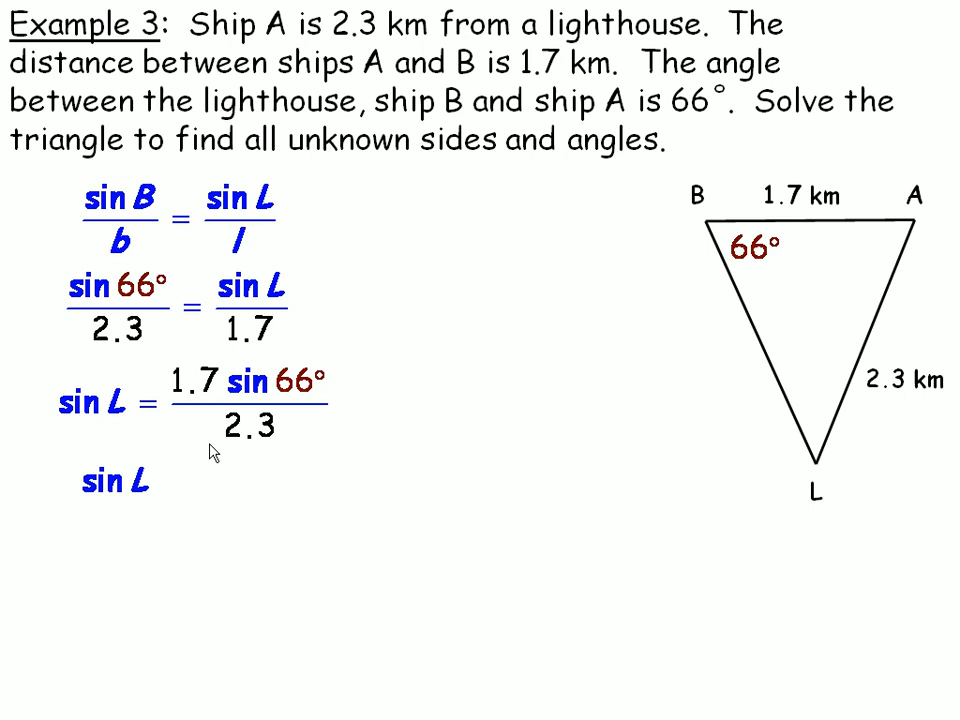 Example 3: Ship A is 2.3 km from a lighthouse. The
distance between ships A and B is 1.7 km. The angle
between the lighthouse, ship B and ship A is 66°. Solve the
triangle to find all unknown sides and angles.
sin B / b = sin L / l
sin 66° / 2.3 = sin L / 1.7
sin L = 1.7 sin 66° / 2.3
sin L
B 1.7 km A
66°
2.3 km
L